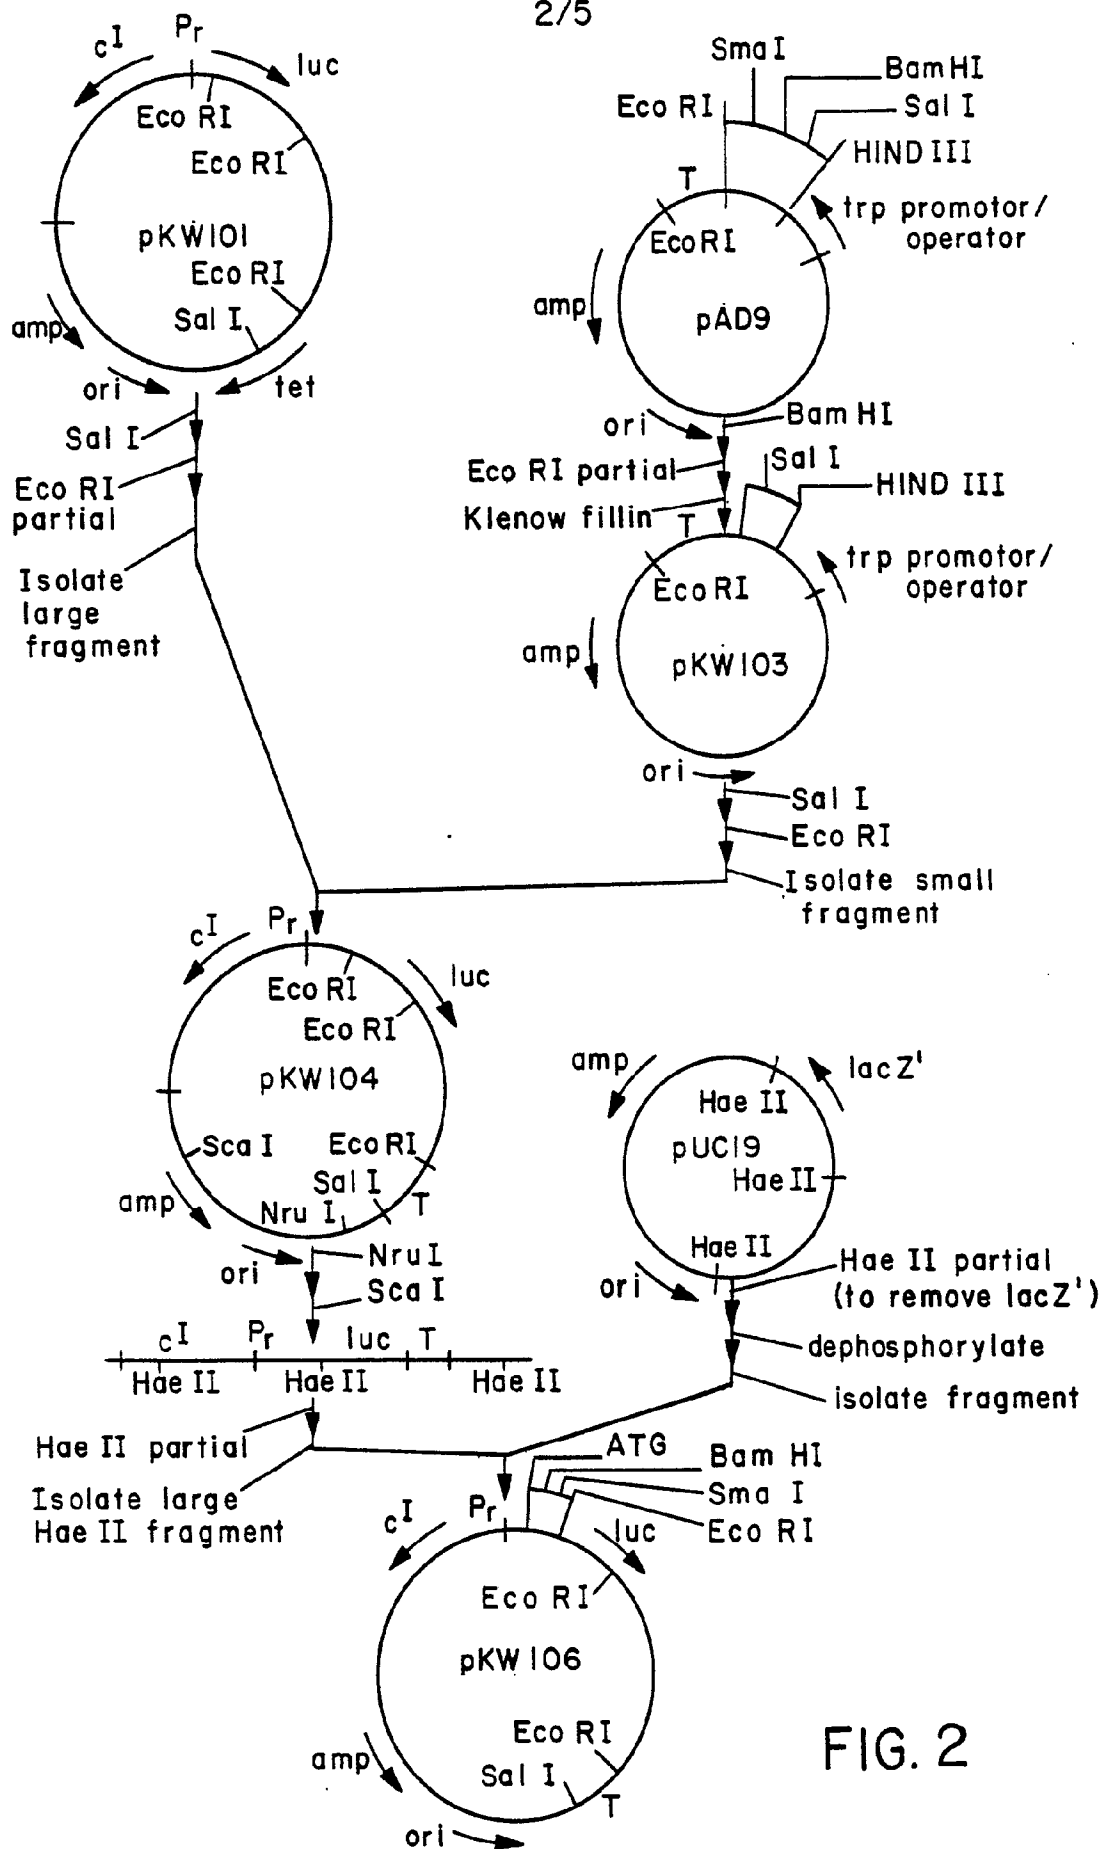 2/5
cI
Pr
luc
Eco RI
Eco RI
pKW101
Eco RI
Sal I
amp
ori
tet
Sal I
Eco RI
partial
Isolate
large
fragment
Sma I
Bam HI
Eco RI
Sal I
HIND III
T
trp promotor/
operator
Eco RI
amp
pAD9
ori
Bam HI
Eco RI partial
Klenow fillin
Sal I
HIND III
T
trp promotor/
operator
Eco RI
amp
pKW103
ori
Sal I
Eco RI
Isolate small
fragment
cI
Pr
luc
Eco RI
Eco RI
pKW104
Sca I
Eco RI
Sal I
T
Nru I
amp
ori
Nru I
Sca I
amp
lacZ'
Hae II
pUC19
Hae II
Hae II
ori
Hae II partial
(to remove lacZ')
dephosphorylate
isolate fragment
cI
Pr
luc
T
Hae II
Hae II
Hae II
Hae II partial
Isolate large
Hae II fragment
ATG
Bam HI
Sma I
Eco RI
cI
Pr
luc
Eco RI
pKW106
Eco RI
Sal I
T
amp
ori
FIG. 2